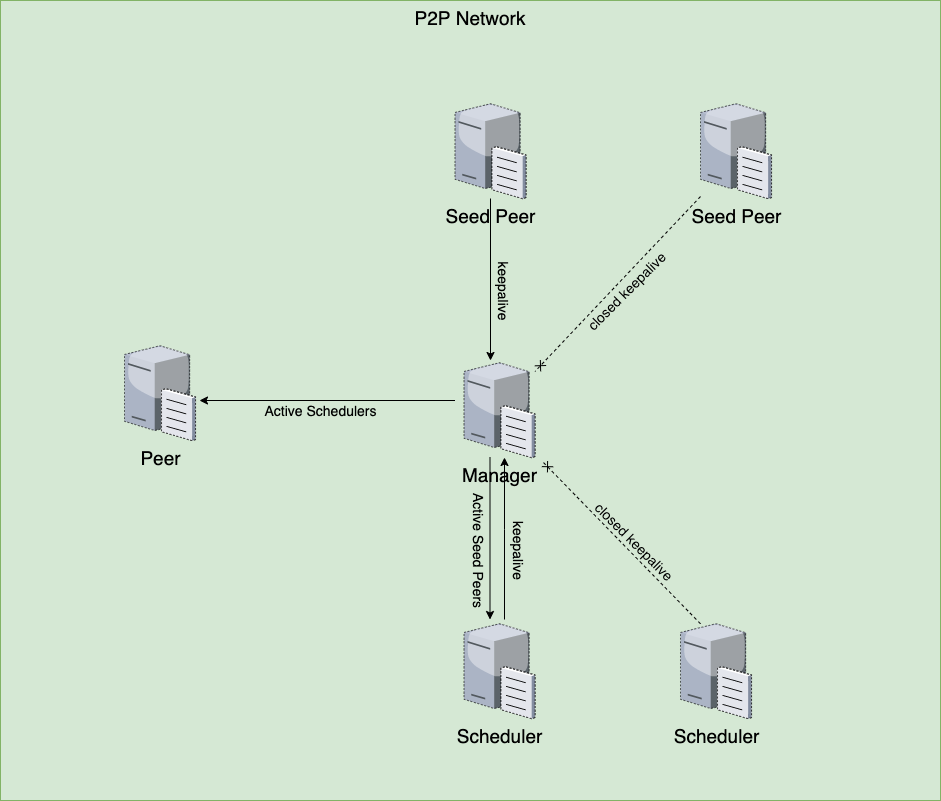 P2P Network
Seed Peer
Seed Peer
keepalive
closed keepalive
Active Schedulers
Peer
Manager
Active Seed Peers
keepalive
closed keepalive
Scheduler
Scheduler